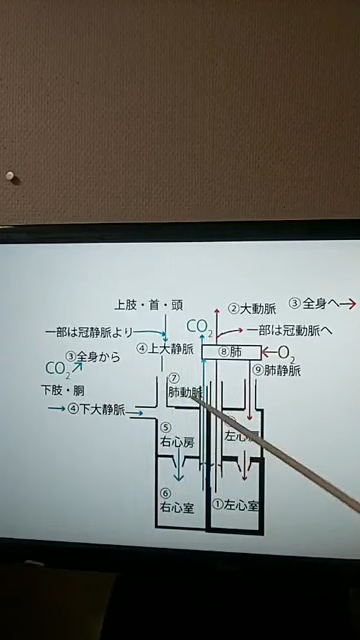 上肢・首・頭
②大動脈
③全身へ
一部は冠静脈より
CO2
一部は冠動脈へ
④上大静脈
⑧肺
O2
③全身から
CO2
⑨肺静脈
⑦
肺動脈
下肢・胴
④下大静脈
⑤
右心房
左心房
⑥
右心室
①左心室